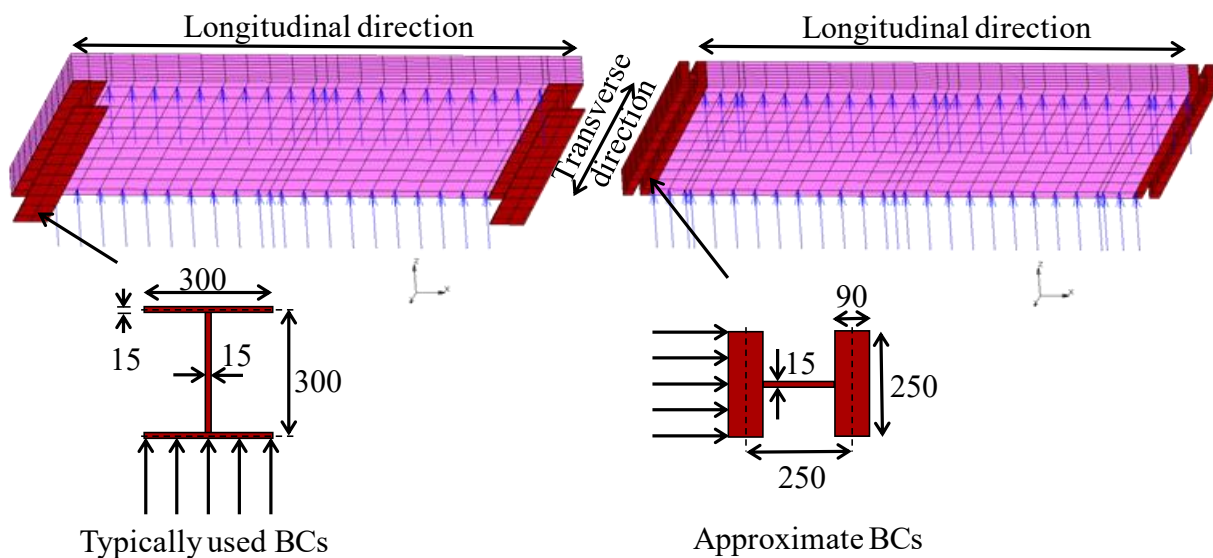 Longitudinal direction
Longitudinal direction
Transverse
direction
z
x
z
x
300
15
15
300
Typically used BCs
90
15
250
250
Approximate BCs